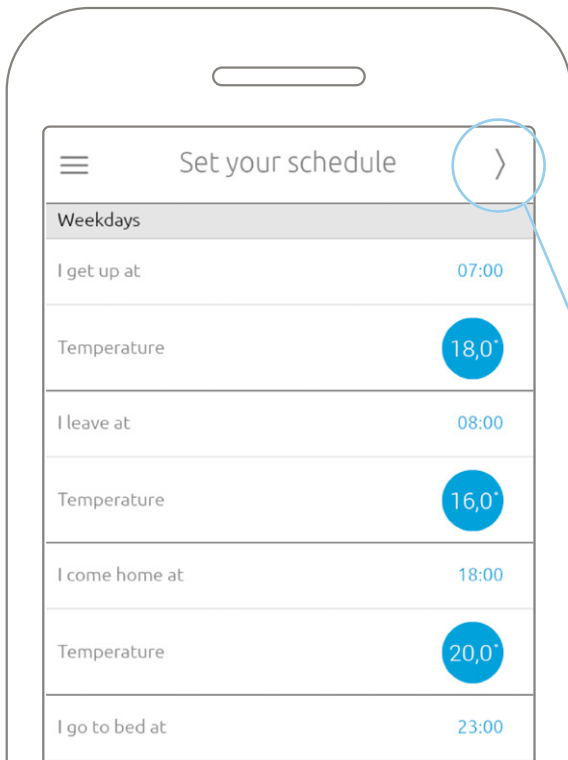 Set your schedule
Weekdays
I get up at 07:00
Temperature 18,0°
I leave at 08:00
Temperature 16,0°
I come home at 18:00
Temperature 20,0°
I go to bed at 23:00